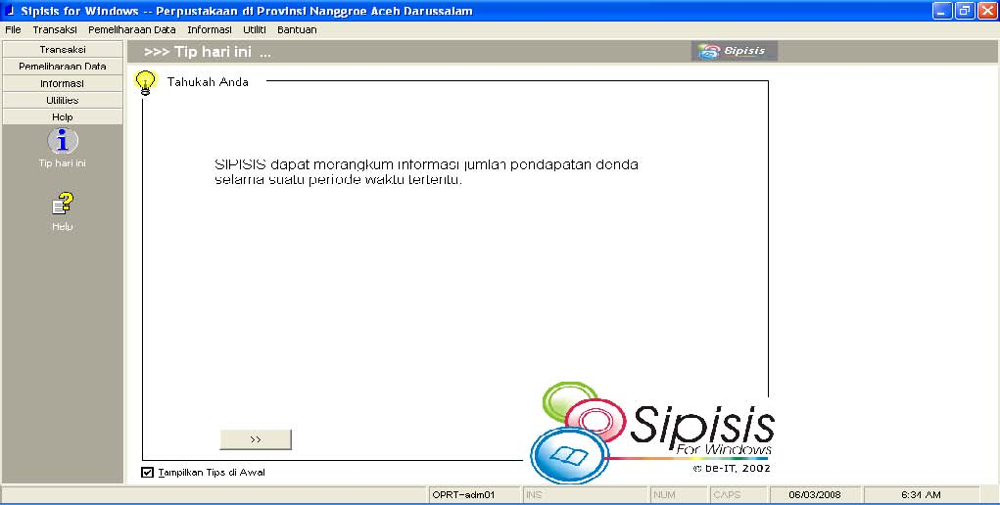 Sipisis for Windows -- Perpustakaan di Provinsi Nanggroe Aceh Darussalam
File Transaksi Pemeliharaan Data Informasi Utiliti Bantuan
Transaksi
Pemeliharaan Data
Informasi
Utilities
Help
Tip hari ini
Help
>>> Tip hari ini ...
Sipisis
Tahukah Anda
SIPISIS dapat merangkum informasi jumlah pendapatan denda
selama suatu periode waktu tertentu.
>>
Sipisis
For Windows
© be-IT, 2002
Tampilkan Tips di Awal
OPRT-adm01 INS NUM CAPS 06/03/2008 6:34 AM